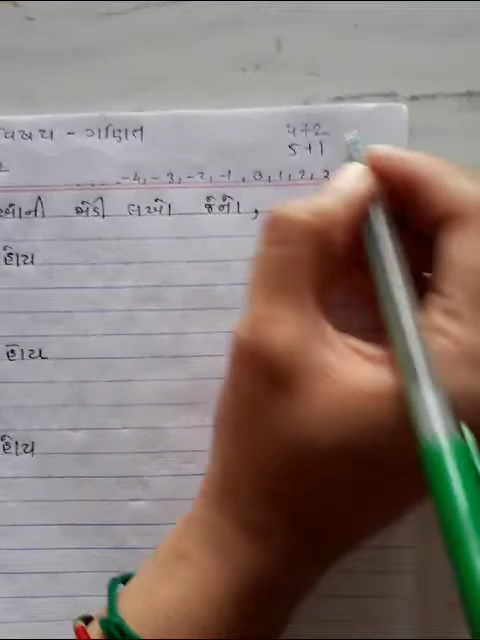 વિષય - ગણિત
4+2
5+1
.... -4, -3, -2, -1, 0, 1, 2, 3
જોડી લખો જેનો,
હોય
હોય
હોય